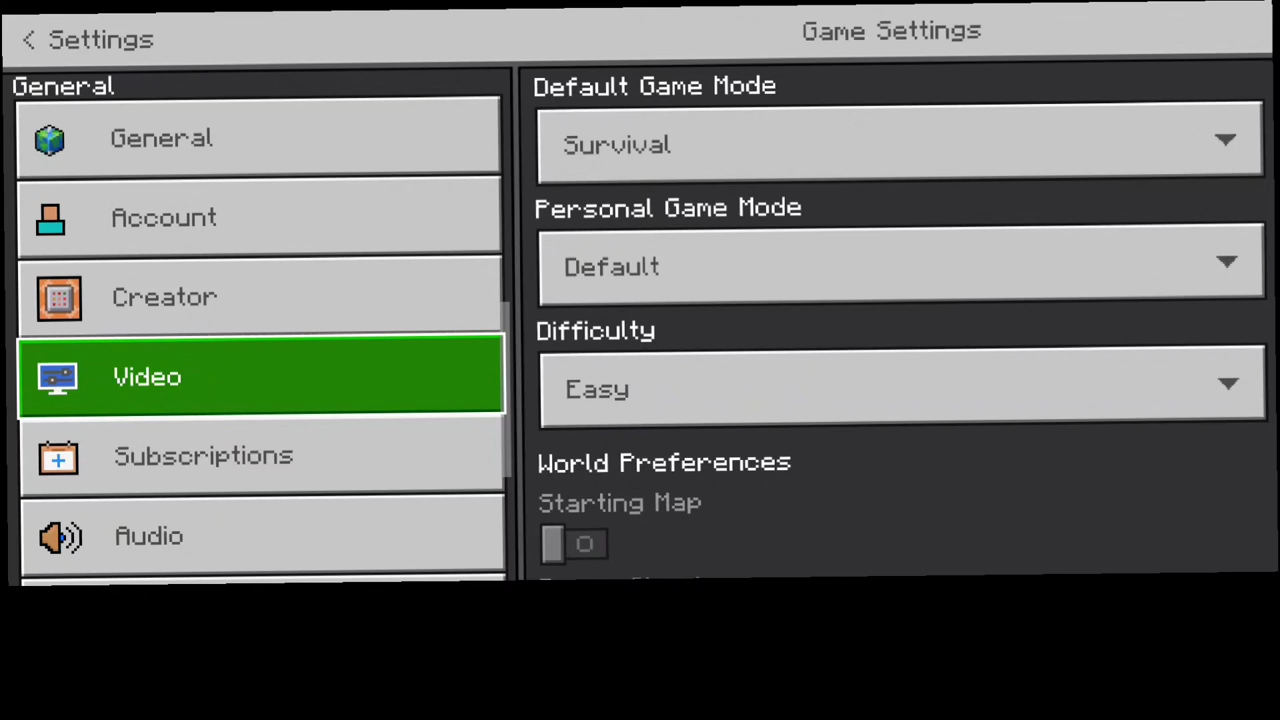 Settings
Game Settings
General
General
Account
Creator
Video
Subscriptions
Audio
Default Game Mode
Survival
Personal Game Mode
Default
Difficulty
Easy
World Preferences
Starting Map